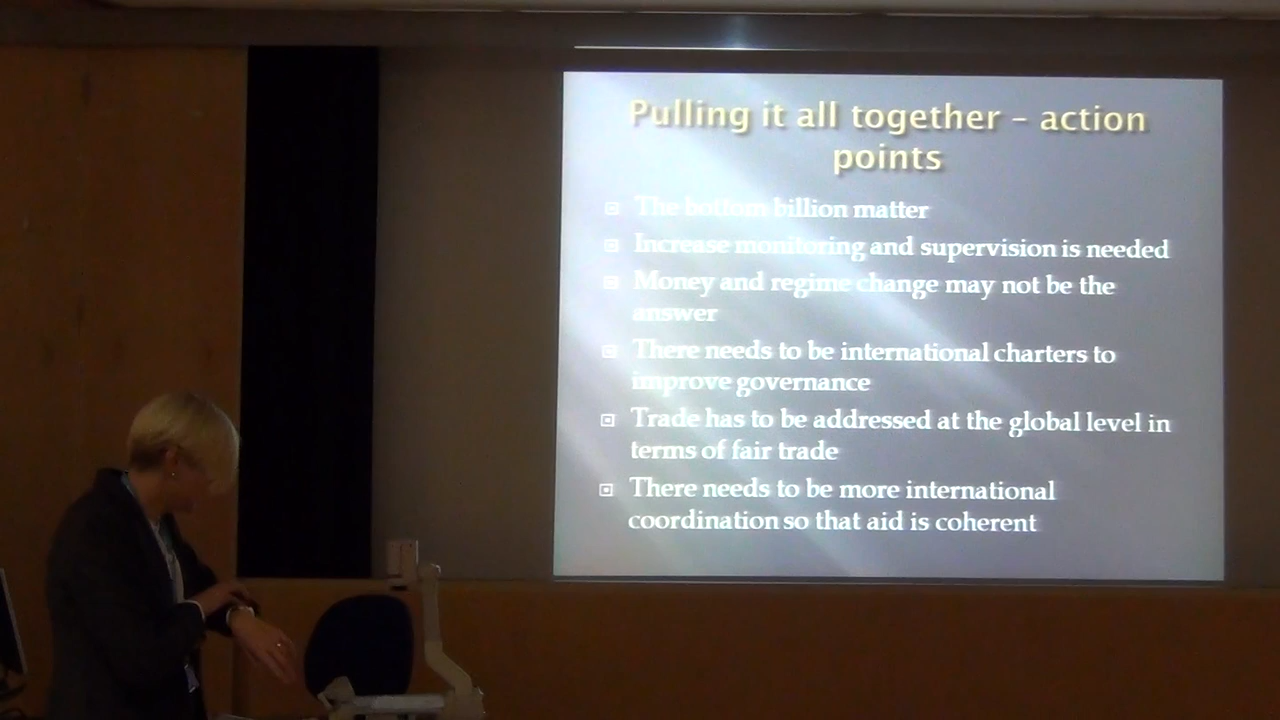 Pulling it all together – action
points
The bottom billion matter
Increase monitoring and supervision is needed
Money and regime change may not be the
answer
There needs to be international charters to
improve governance
Trade has to be addressed at the global level in
terms of fair trade
There needs to be more international
coordination so that aid is coherent